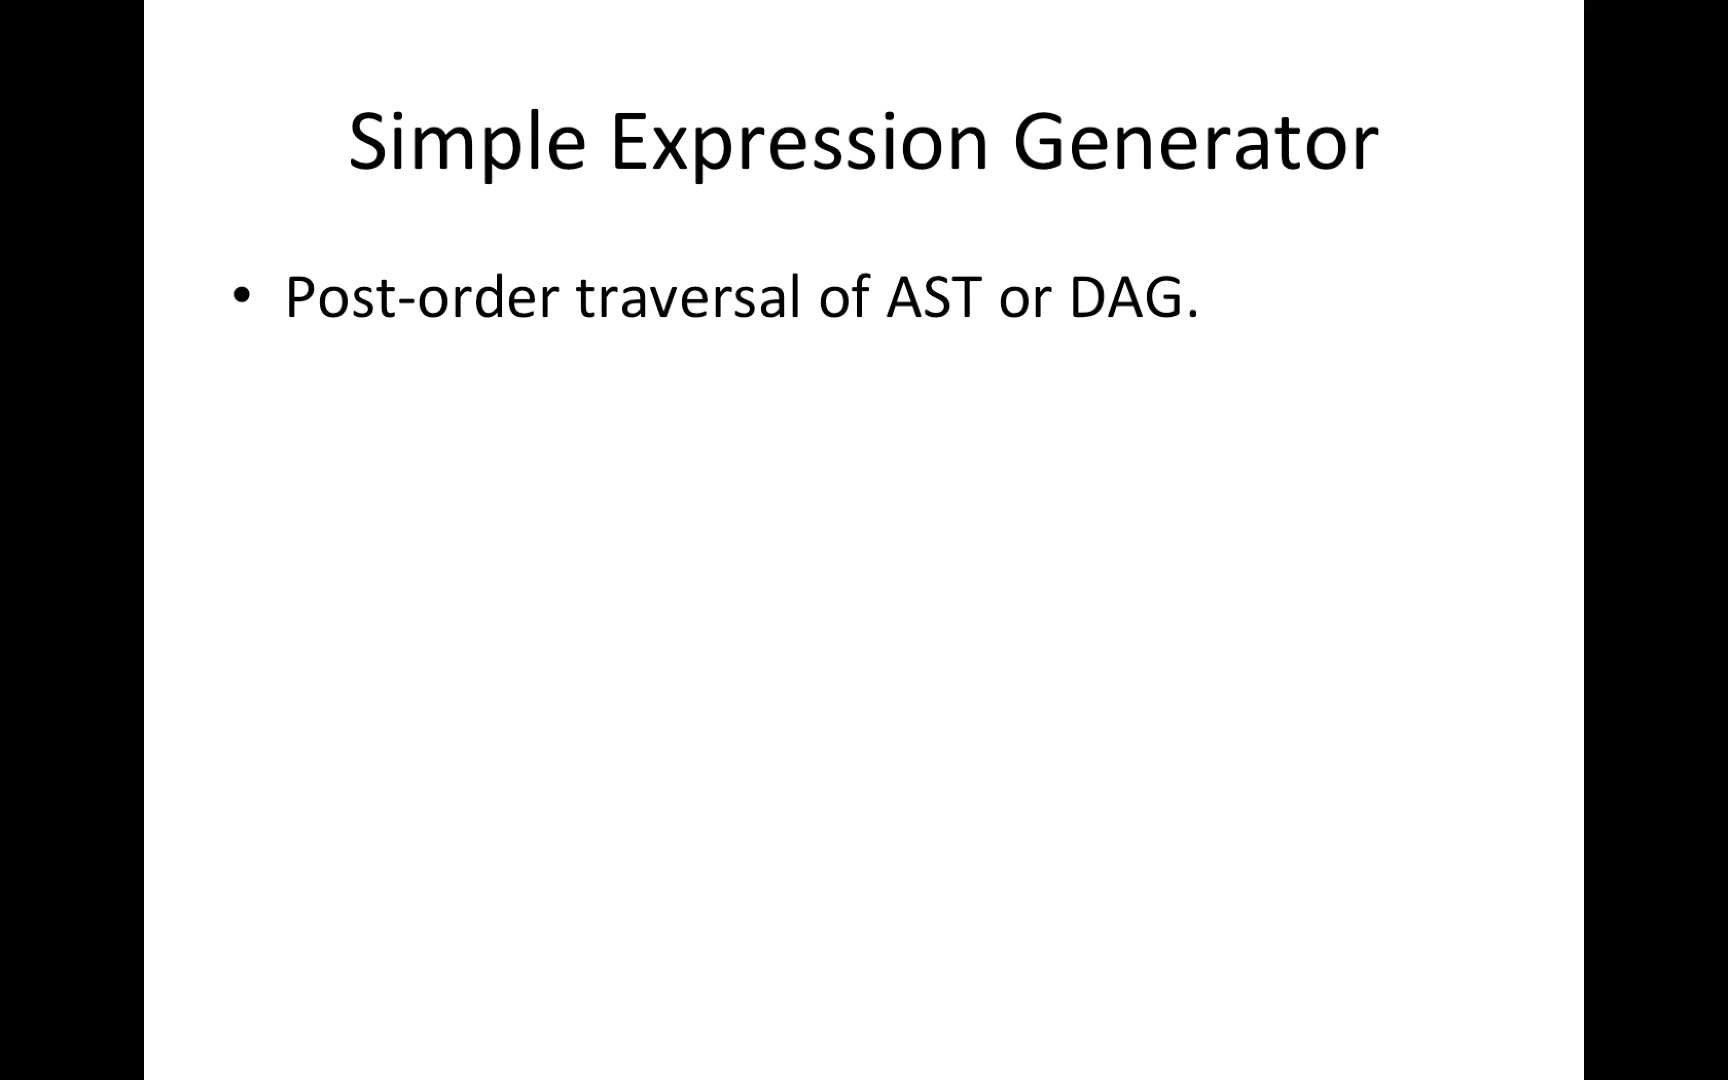 Simple Expression Generator
• Post-order traversal of AST or DAG.